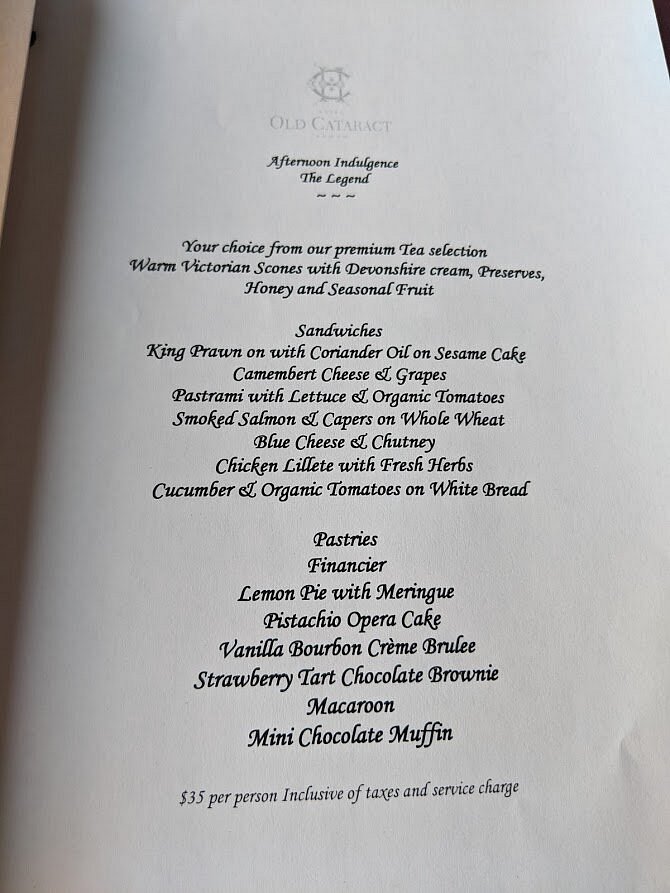 OLD CATARACT
Afternoon Indulgence
The Legend
~ ~ ~
Your choice from our premium Tea selection
Warm Victorian Scones with Devonshire cream, Preserves,
Honey and Seasonal Fruit
Sandwiches
King Prawn on with Coriander Oil on Sesame Cake
Camembert Cheese & Grapes
Pastrami with Lettuce & Organic Tomatoes
Smoked Salmon & Capers on Whole Wheat
Blue Cheese & Chutney
Chicken Lillete with Fresh Herbs
Cucumber & Organic Tomatoes on White Bread
Pastries
Financier
Lemon Pie with Meringue
Pistachio Opera Cake
Vanilla Bourbon Crème Brulee
Strawberry Tart Chocolate Brownie
Macaroon
Mini Chocolate Muffin
$35 per person Inclusive of taxes and service charge